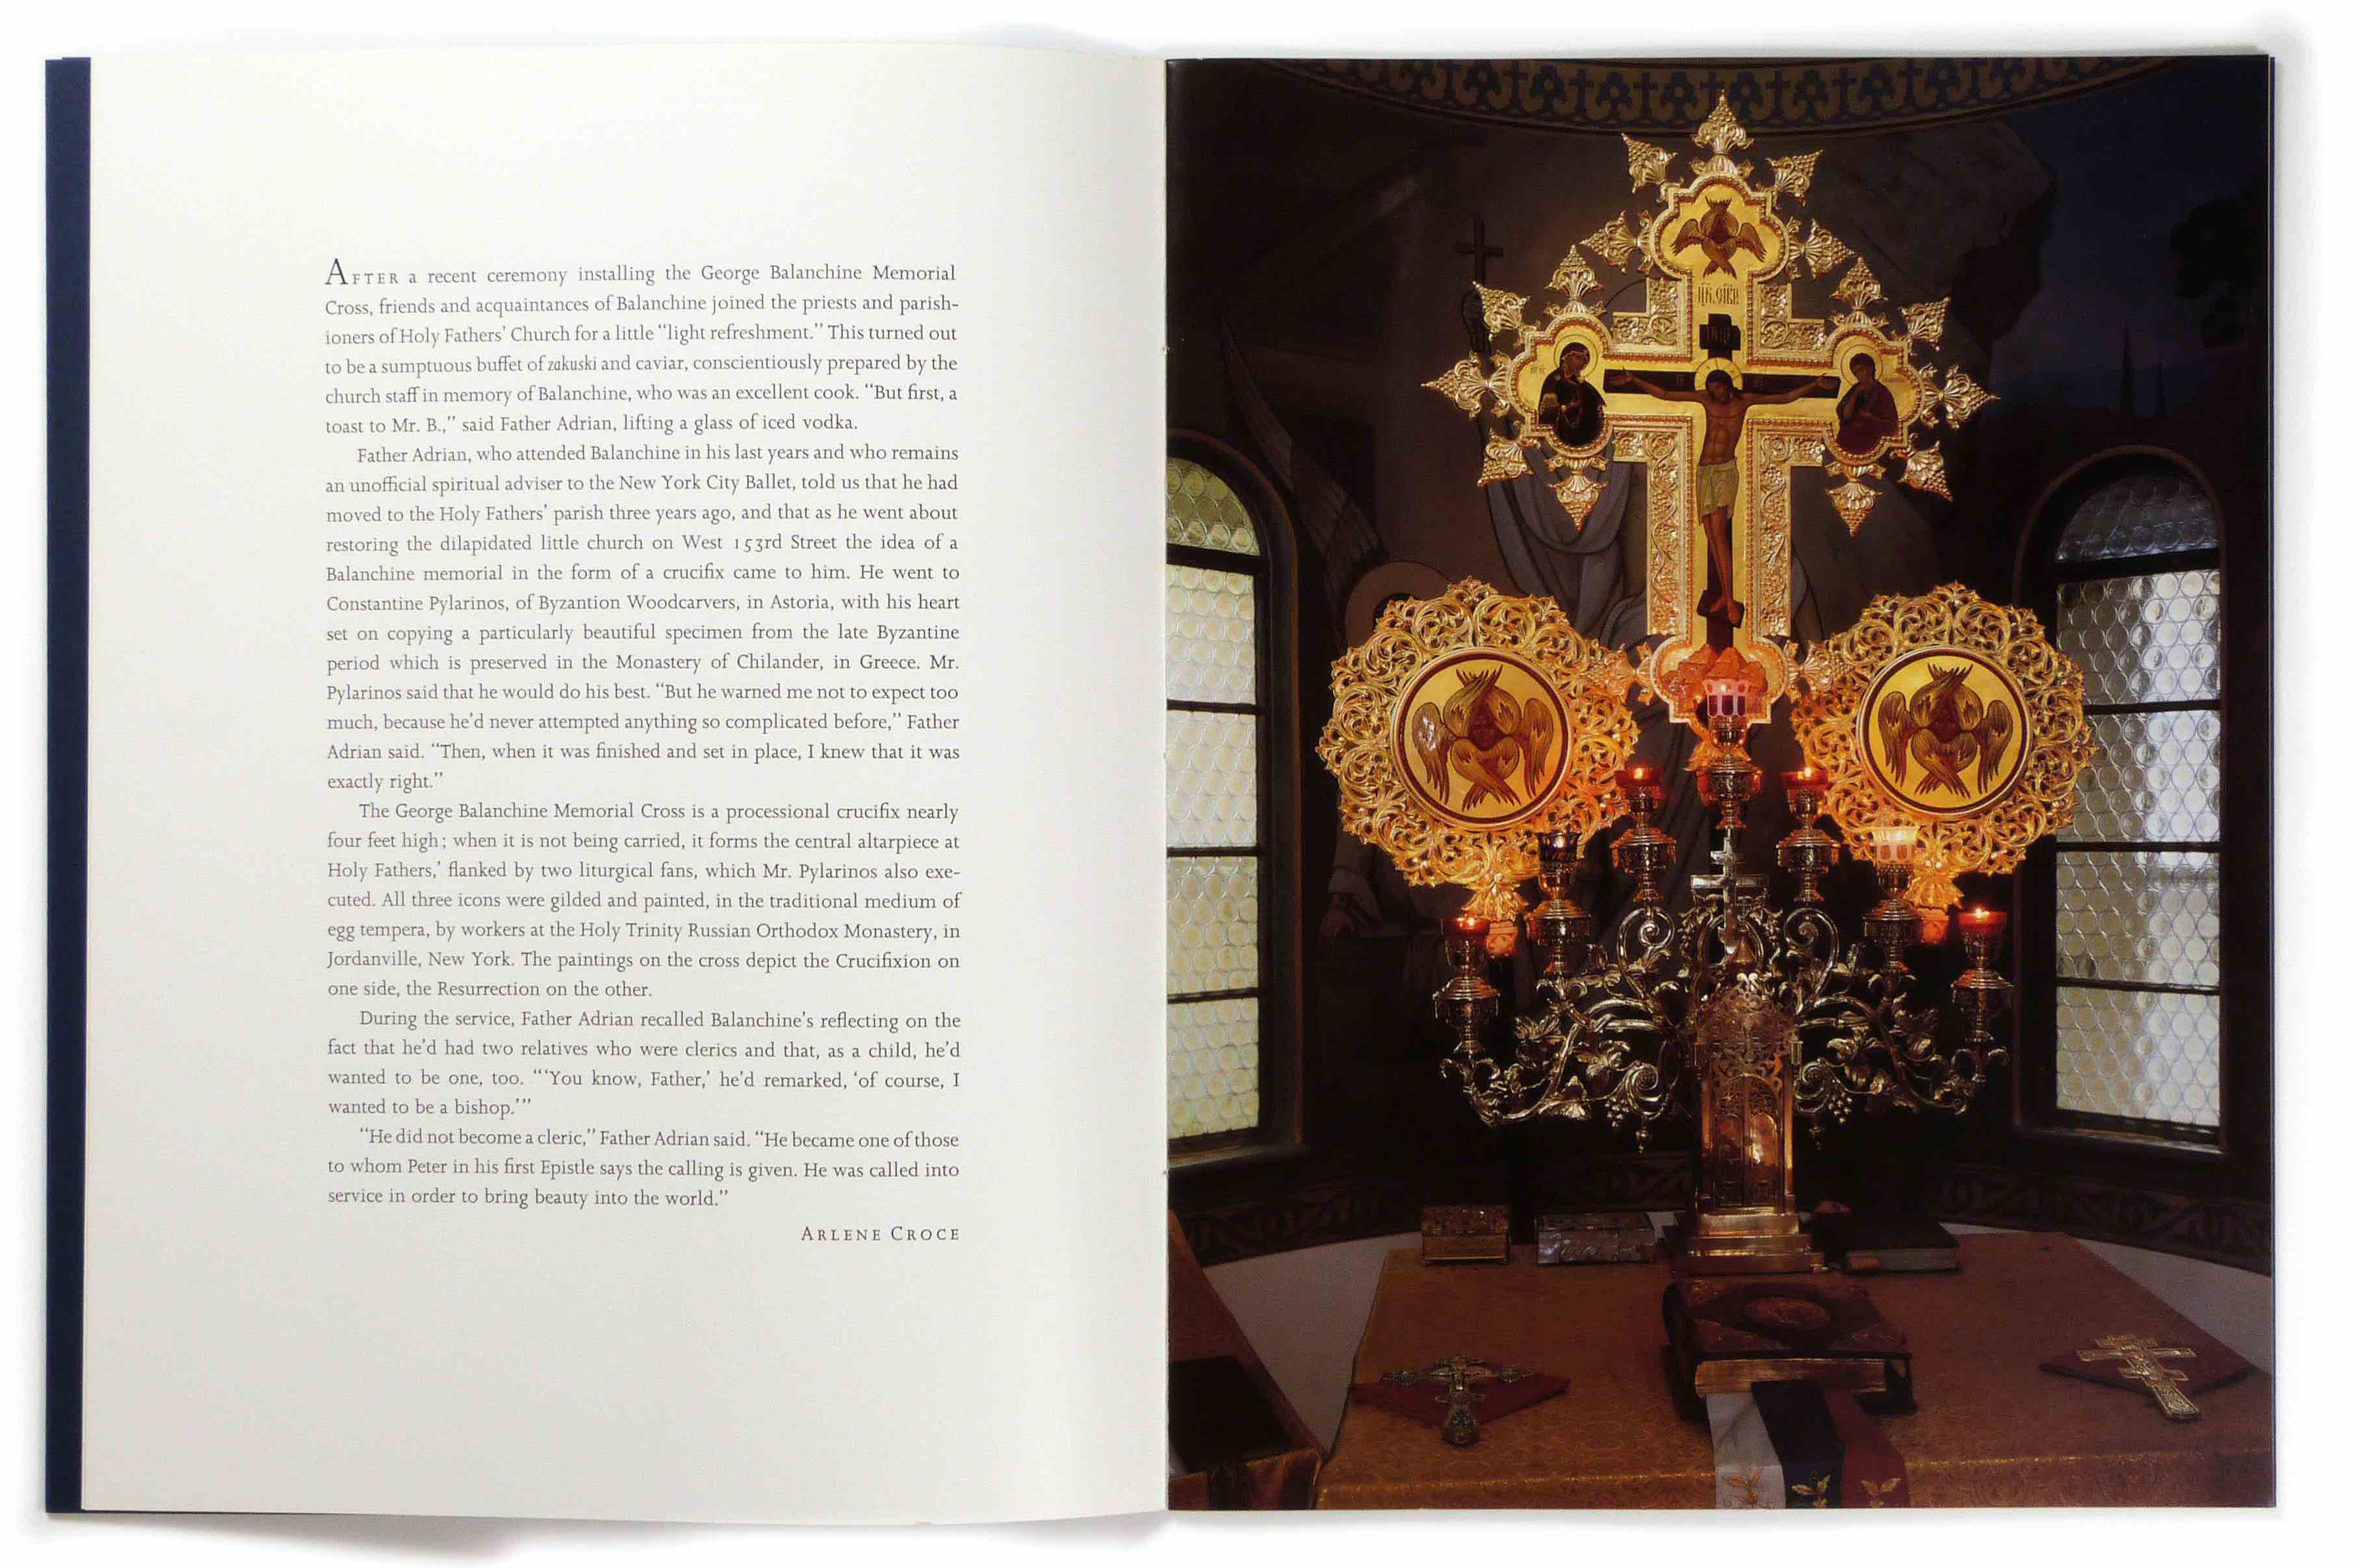 AFTER a recent ceremony installing the George Balanchine Memorial
Cross, friends and acquaintances of Balanchine joined the priests and parish-
ioners of Holy Fathers’ Church for a little “light refreshment.” This turned out
to be a sumptuous buffet of zakuski and caviar, conscientiously prepared by the
church staff in memory of Balanchine, who was an excellent cook. “But first, a
toast to Mr. B.,” said Father Adrian, lifting a glass of iced vodka.
Father Adrian, who attended Balanchine in his last years and who remains
an unofficial spiritual adviser to the New York City Ballet, told us that he had
moved to the Holy Fathers’ parish three years ago, and that as he went about
restoring the dilapidated little church on West 153rd Street the idea of a
Balanchine memorial in the form of a crucifix came to him. He went to
Constantine Pylarinos, of Byzantion Woodcarvers, in Astoria, with his heart
set on copying a particularly beautiful specimen from the late Byzantine
period which is preserved in the Monastery of Chilander, in Greece. Mr.
Pylarinos said that he would do his best. “But he warned me not to expect too
much, because he’d never attempted anything so complicated before,” Father
Adrian said. “Then, when it was finished and set in place, I knew that it was
exactly right.”
The George Balanchine Memorial Cross is a processional crucifix nearly
four feet high; when it is not being carried, it forms the central altarpiece at
Holy Fathers,’ flanked by two liturgical fans, which Mr. Pylarinos also exe-
cuted. All three icons were gilded and painted, in the traditional medium of
egg tempera, by workers at the Holy Trinity Russian Orthodox Monastery, in
Jordanville, New York. The paintings on the cross depict the Crucifixion on
one side, the Resurrection on the other.
During the service, Father Adrian recalled Balanchine’s reflecting on the
fact that he’d had two relatives who were clerics and that, as a child, he’d
wanted to be one, too. “‘You know, Father,’ he’d remarked, ‘of course, I
wanted to be a bishop.’”
“He did not become a cleric,” Father Adrian said. “He became one of those
to whom Peter in his first Epistle says the calling is given. He was called into
service in order to bring beauty into the world.”
ARLENE CROCE